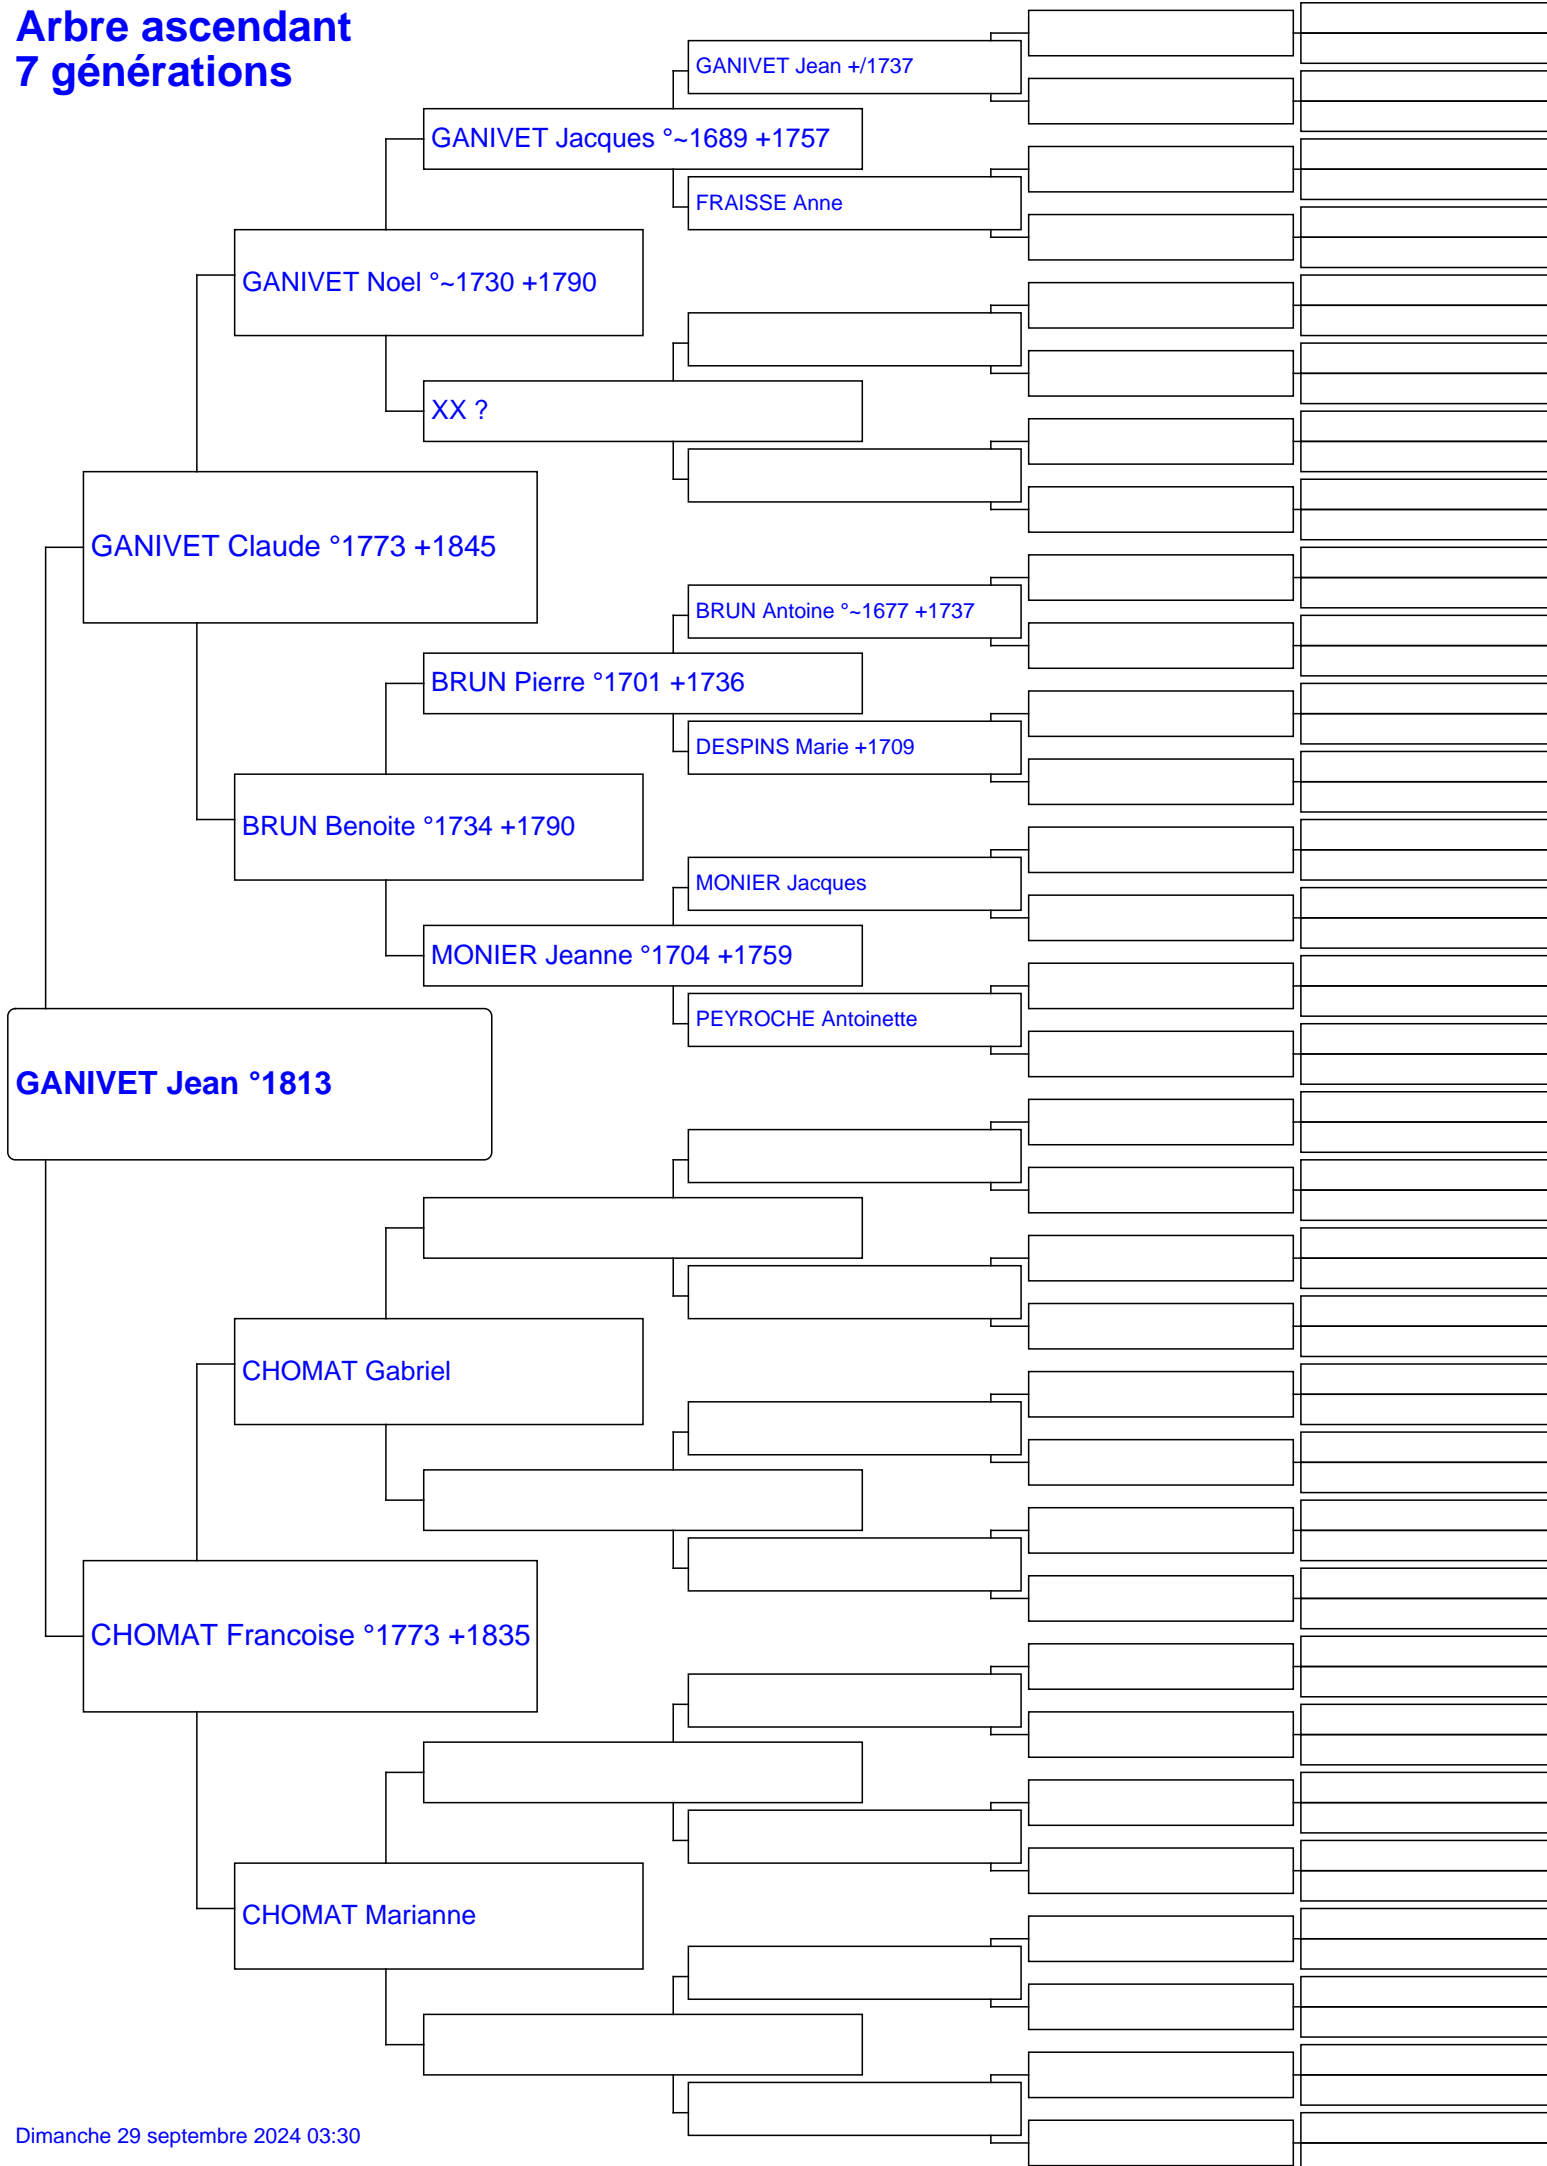 Arbre ascendant
7 générations
GANIVET Jean +/1737
GANIVET Jacques °~1689 +1757
FRAISSE Anne
GANIVET Noel °~1730 +1790
XX ?
GANIVET Claude °1773 +1845
BRUN Antoine °~1677 +1737
BRUN Pierre °1701 +1736
DESPINS Marie +1709
BRUN Benoite °1734 +1790
MONIER Jacques
MONIER Jeanne °1704 +1759
PEYROCHE Antoinette
GANIVET Jean °1813
CHOMAT Gabriel
CHOMAT Francoise °1773 +1835
CHOMAT Marianne
Dimanche 29 septembre 2024 03:30